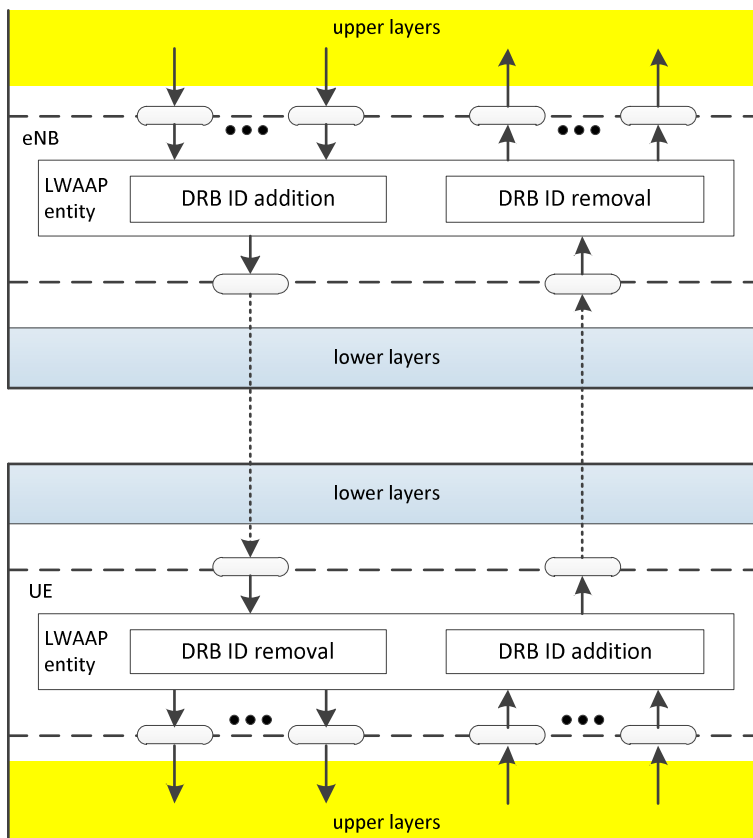 upper layers
eNB
LWAAP
entity
DRB ID addition
DRB ID removal
lower layers
lower layers
UE
LWAAP
entity
DRB ID removal
DRB ID addition
upper layers